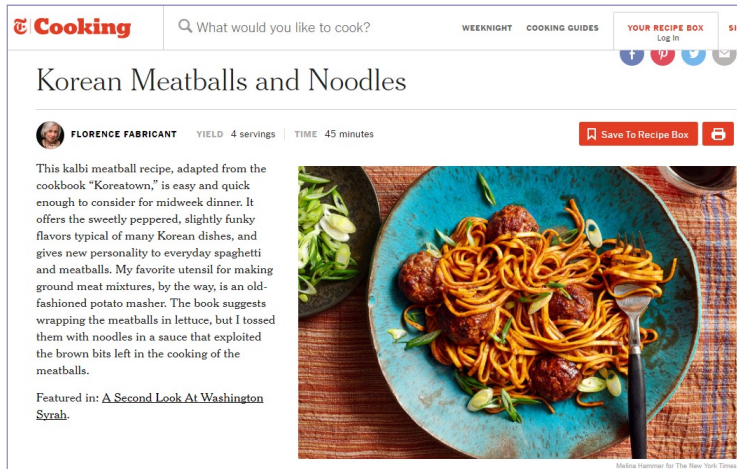 Cooking
What would you like to cook?
WEEKNIGHT
COOKING GUIDES
YOUR RECIPE BOX
Log In
SI
Korean Meatballs and Noodles
FLORENCE FABRICANT
YIELD 4 servings
TIME 45 minutes
Save To Recipe Box
This kalbi meatball recipe, adapted from the
cookbook “Koreatown,” is easy and quick
enough to consider for midweek dinner. It
offers the sweetly peppered, slightly funky
flavors typical of many Korean dishes, and
gives new personality to everyday spaghetti
and meatballs. My favorite utensil for making
ground meat mixtures, by the way, is an old-
fashioned potato masher. The book suggests
wrapping the meatballs in lettuce, but I tossed
them with noodles in a sauce that exploited
the brown bits left in the cooking of the
meatballs.
Featured in: A Second Look At Washington
Syrah.
Melina Hammer for The New York Times